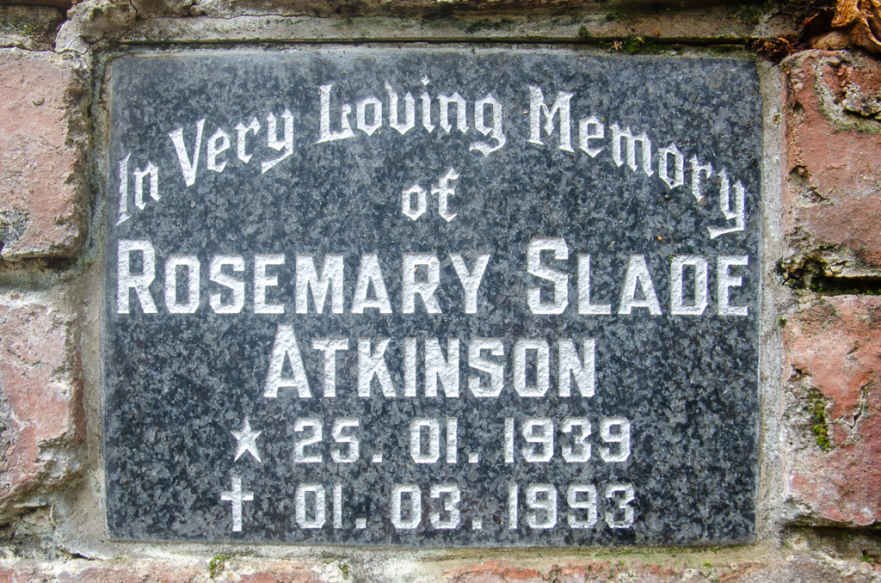 In Very Loving Memory
of
ROSEMARY SLADE
ATKINSON
★ 25. 01. 1939
✝ 01. 03. 1993